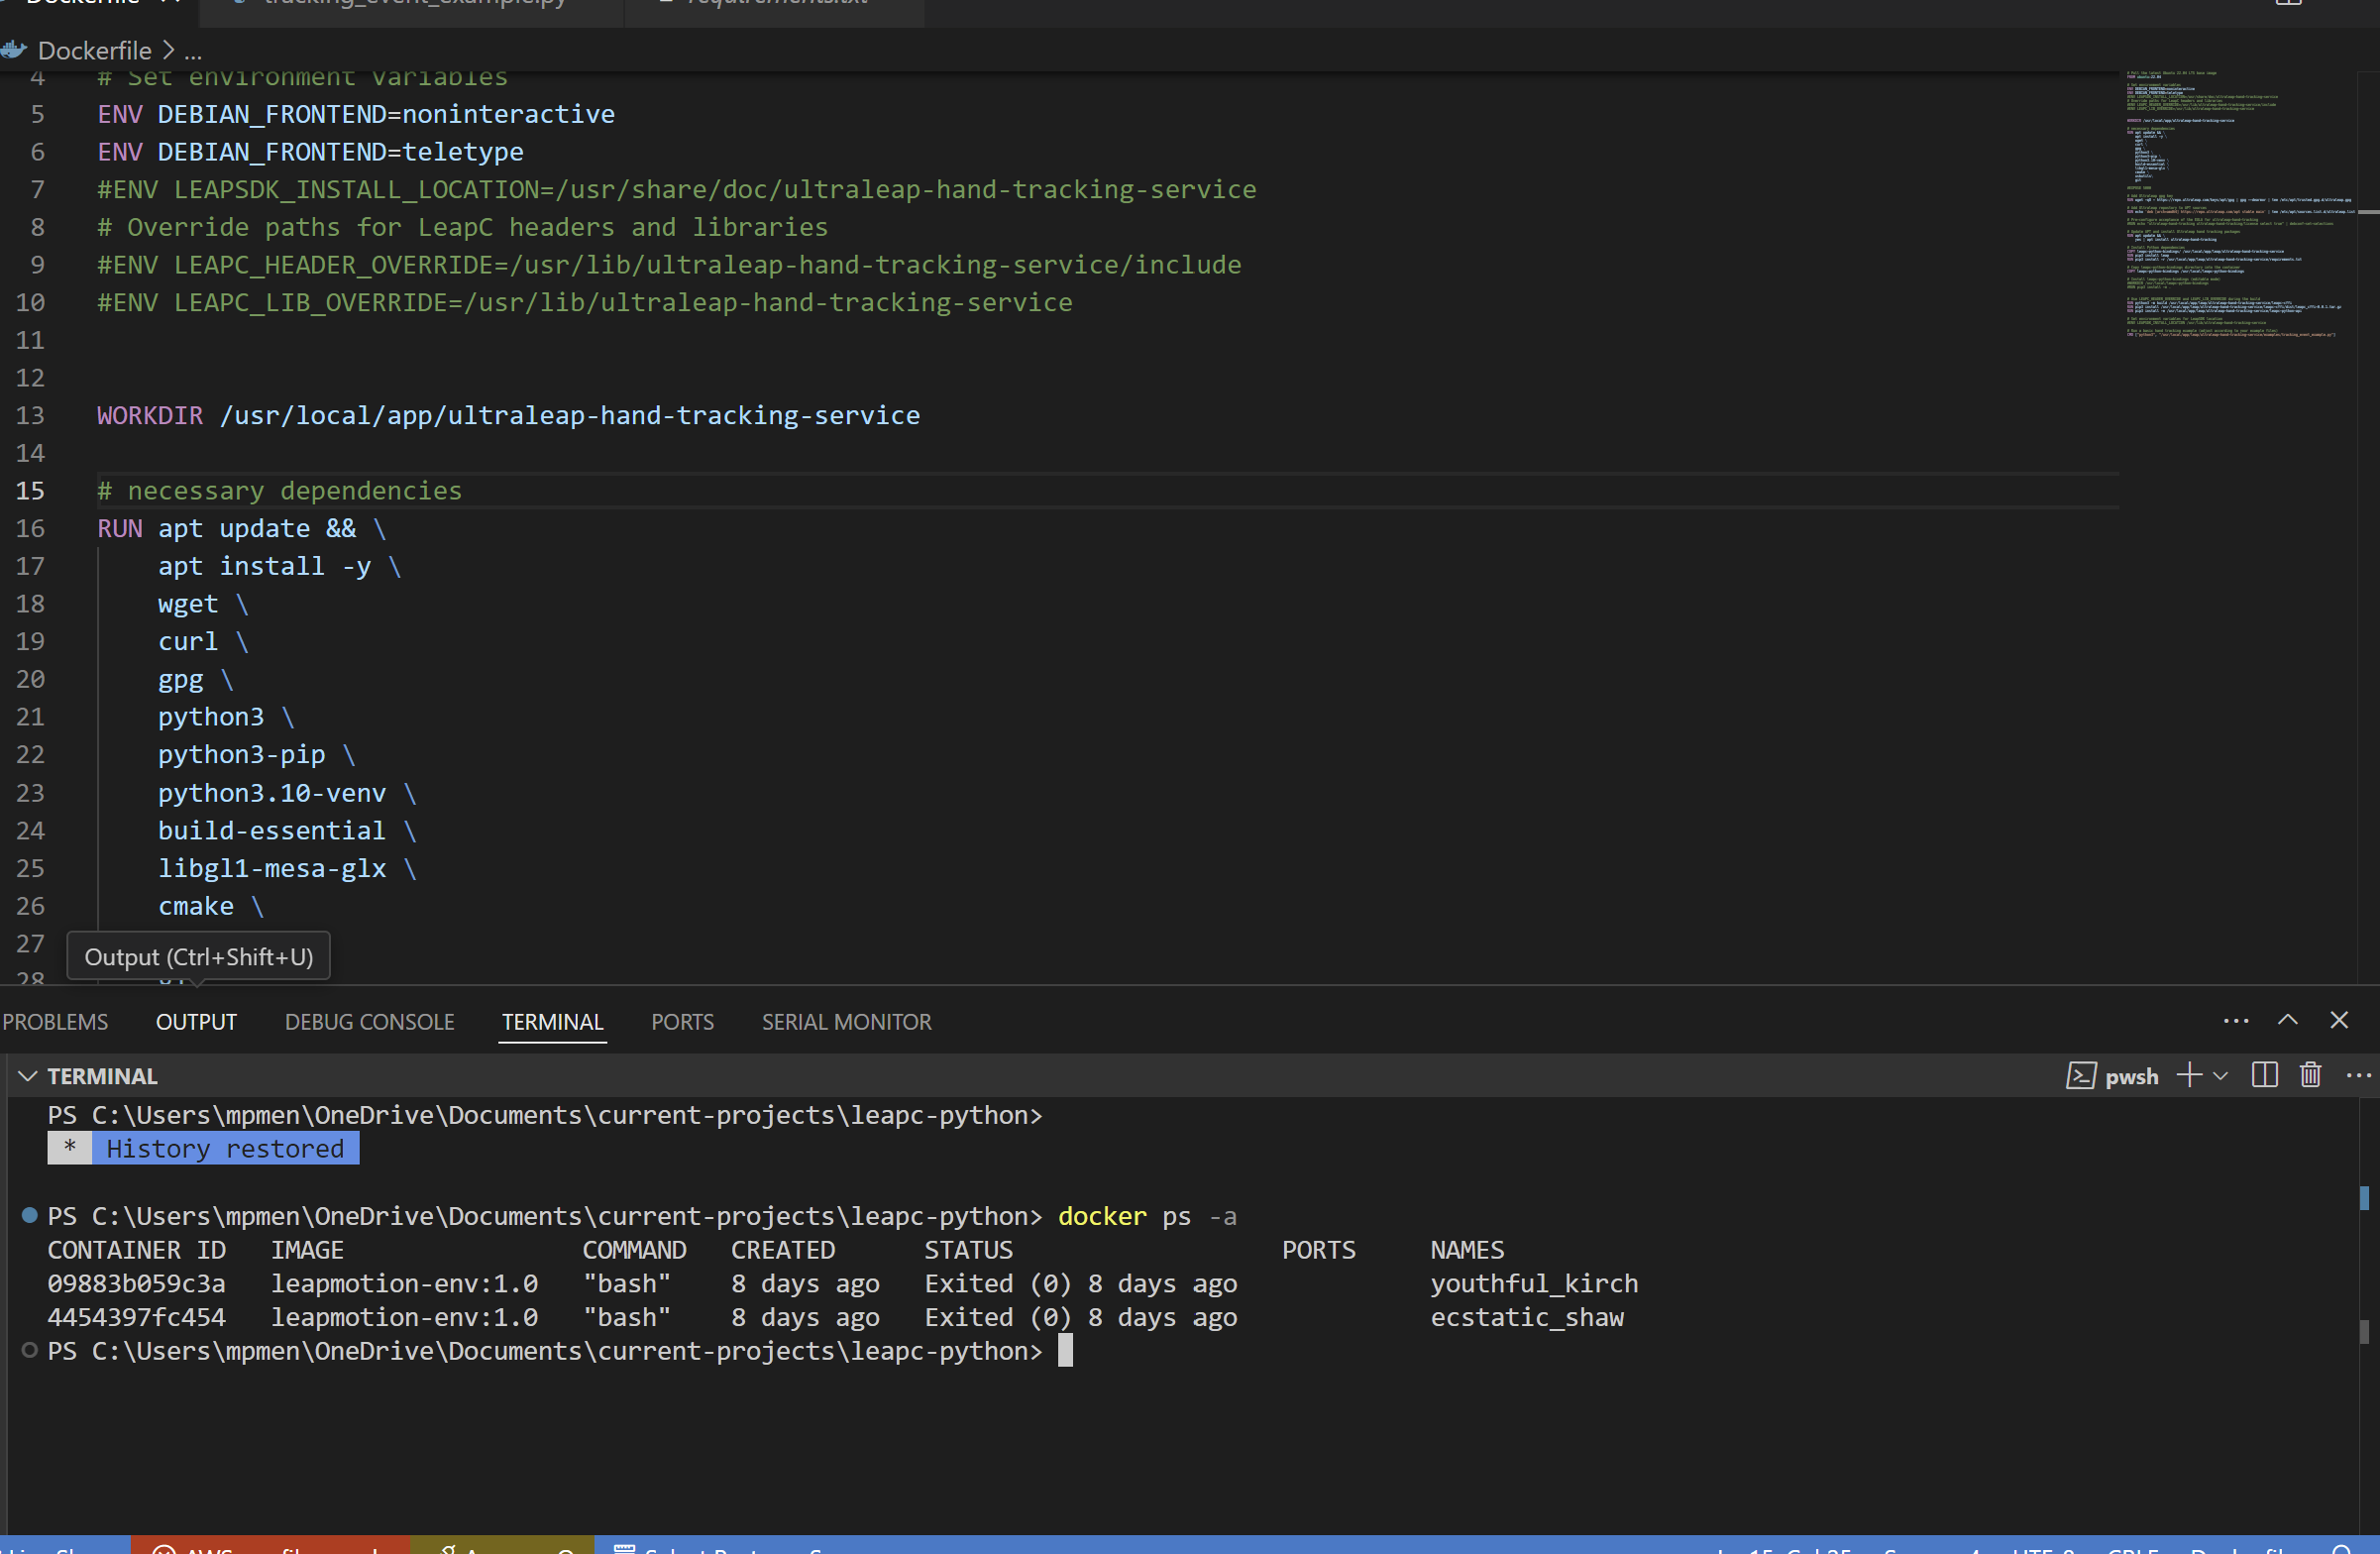 Dockerfile > ...
4 # Set environment variables
5 ENV DEBIAN_FRONTEND=noninteractive
6 ENV DEBIAN_FRONTEND=teletype
7 #ENV LEAPSDK_INSTALL_LOCATION=/usr/share/doc/ultraleap-hand-tracking-service
8 # Override paths for LeapC headers and libraries
9 #ENV LEAPC_HEADER_OVERRIDE=/usr/lib/ultraleap-hand-tracking-service/include
10 #ENV LEAPC_LIB_OVERRIDE=/usr/lib/ultraleap-hand-tracking-service
11
12
13 WORKDIR /usr/local/app/ultraleap-hand-tracking-service
14
15 # necessary dependencies
16 RUN apt update && \
17 apt install -y \
18 wget \
19 curl \
20 gpg \
21 python3 \
22 python3-pip \
23 python3.10-venv \
24 build-essential \
25 libgl1-mesa-glx \
26 cmake \
27
Output (Ctrl+Shift+U)
28
PROBLEMS OUTPUT DEBUG CONSOLE TERMINAL PORTS SERIAL MONITOR
TERMINAL pwsh
PS C:\Users\mpmen\OneDrive\Documents\current-projects\leapc-python>
* History restored
PS C:\Users\mpmen\OneDrive\Documents\current-projects\leapc-python> docker ps -a
CONTAINER ID IMAGE COMMAND CREATED STATUS PORTS NAMES
09883b059c3a leapmotion-env:1.0 "bash" 8 days ago Exited (0) 8 days ago youthful_kirch
4454397fc454 leapmotion-env:1.0 "bash" 8 days ago Exited (0) 8 days ago ecstatic_shaw
PS C:\Users\mpmen\OneDrive\Documents\current-projects\leapc-python>